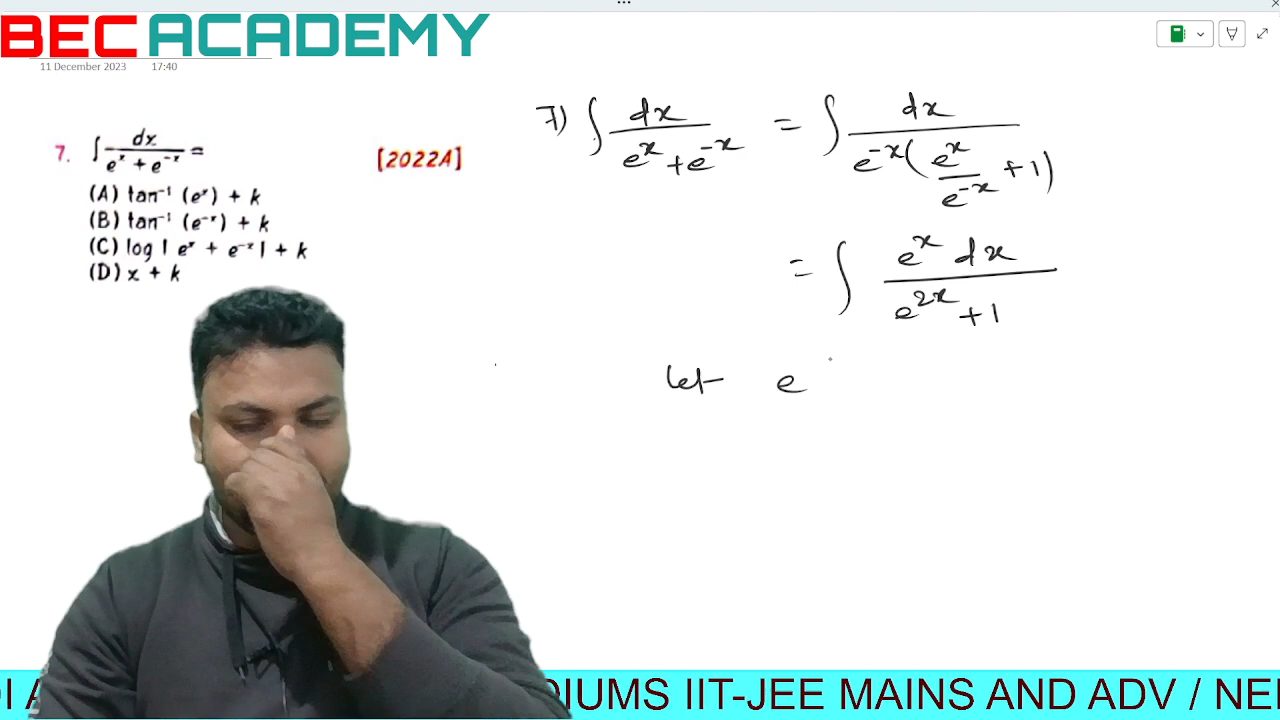 BEC ACADEMY
11 December 2023 17:40
7. ∫ dx / (eˣ + e⁻ˣ) =
[2022A]
(A) tan⁻¹ (eˣ) + k
(B) tan⁻¹ (e⁻ˣ) + k
(C) log | eˣ + e⁻ˣ | + k
(D) x + k
7) ∫ dx / (eˣ + e⁻ˣ) = ∫ dx / (e⁻ˣ(eˣ/e⁻ˣ + 1))
= ∫ eˣ dx / (e²ˣ + 1)
let e
DIUMS IIT-JEE MAINS AND ADV / NE